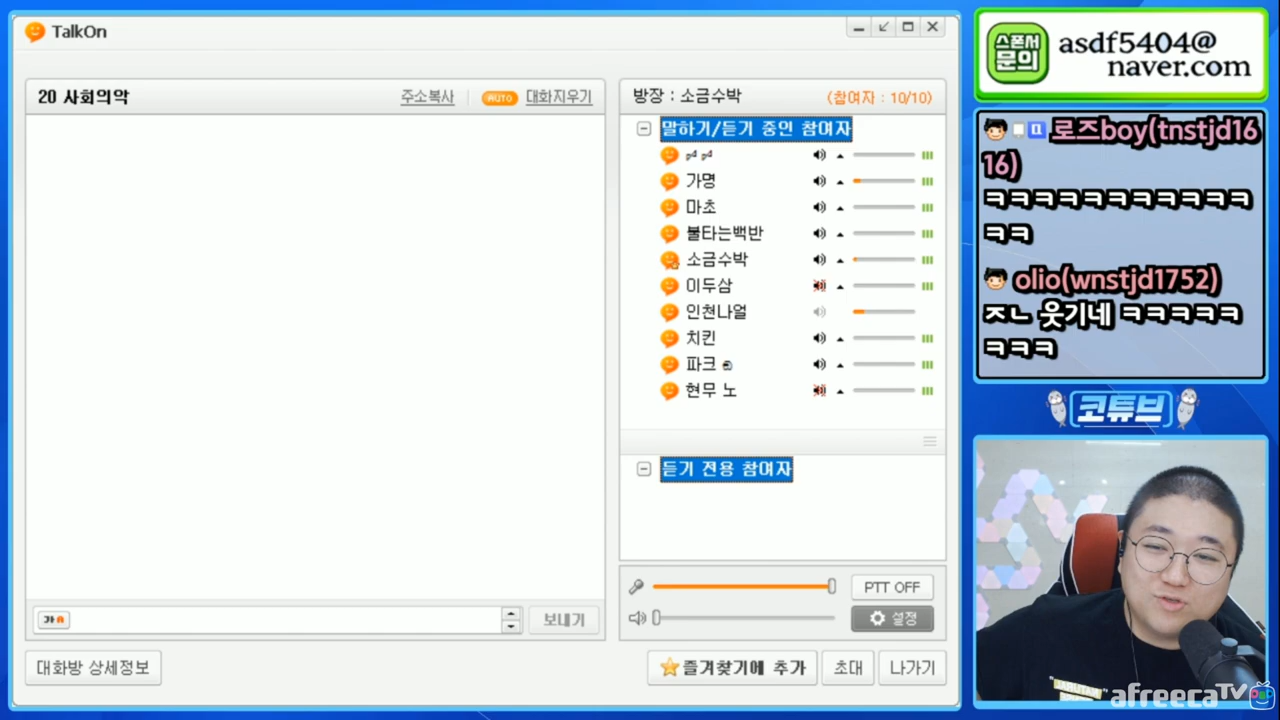 TalkOn
20 사회의악
주소복사
AUTO 대화지우기
방장 : 소금수박
(참여자 : 10/10)
말하기/듣기 중인 참여자
가명
마초
불타는백반
소금수박
이두삼
인천나얼
치킨
파크
현무 노
듣기 전용 참여자
PTT OFF
설정
가
보내기
대화방 상세정보
즐겨찾기에 추가
초대
나가기
스폰서
문의
asdf5404@
naver.com
로즈boy(tnstjd16
16)
ㅋㅋㅋㅋㅋㅋㅋㅋㅋㅋㅋ
ㅋㅋ
olio(wnstjd1752)
ㅈㄴ 웃기네 ㅋㅋㅋㅋㅋ
ㅋㅋㅋ
코튜브
afreecaTV